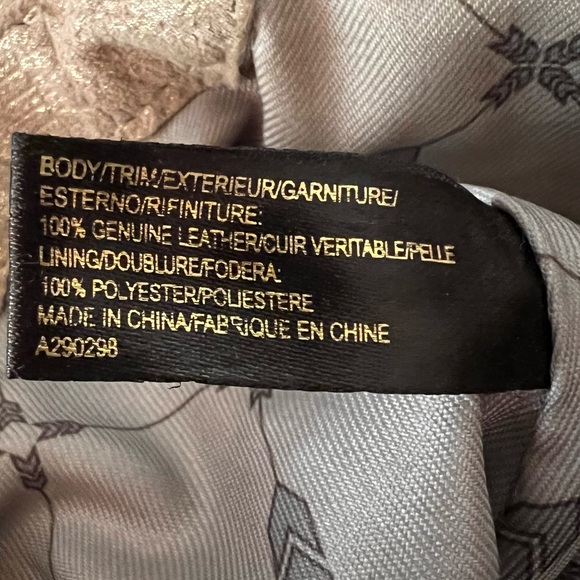 BODY/TRIM/EXTERIEUR/GARNITURE/
ESTERNO/RIFINITURE:
100% GENUINE LEATHER/CUIR VERITABLE/PELLE
LINING/DOUBLURE/FODERA:
100% POLYESTER/POLIESTERE
MADE IN CHINA/FABRIQUE EN CHINE
A290298